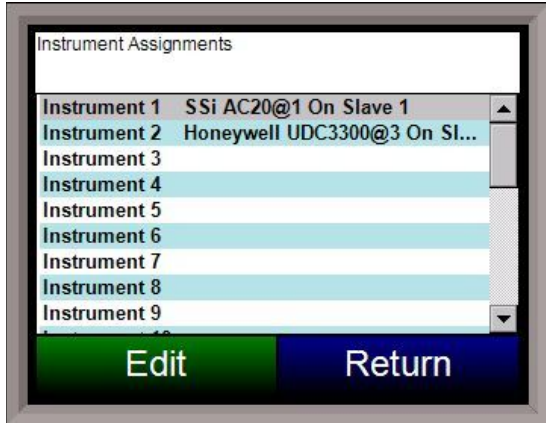 Instrument Assignments
Instrument 1 SSi AC20@1 On Slave 1
Instrument 2 Honeywell UDC3300@3 On Sl...
Instrument 3
Instrument 4
Instrument 5
Instrument 6
Instrument 7
Instrument 8
Instrument 9
Edit Return